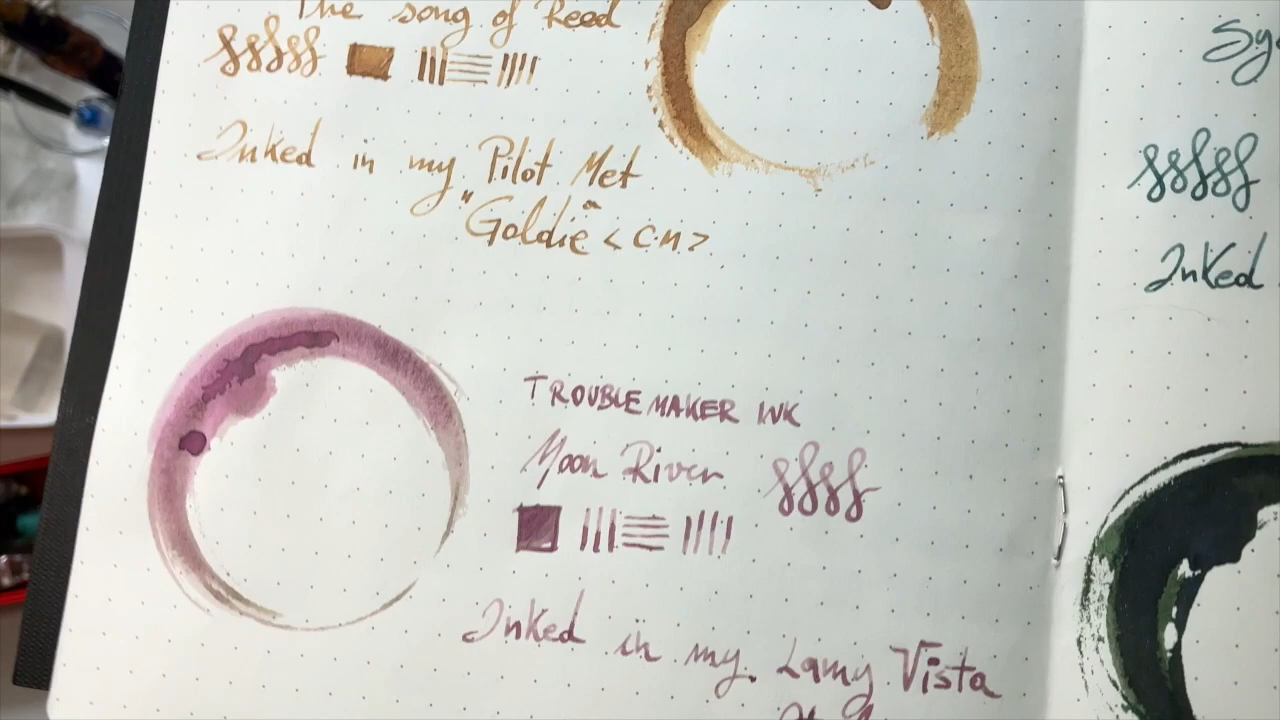 The song of Reed
Inked in my Pilot Met
"Goldie" <CM>
TROUBLEMAKER INK
Moon River
Inked in my Lamy Vista
Inked